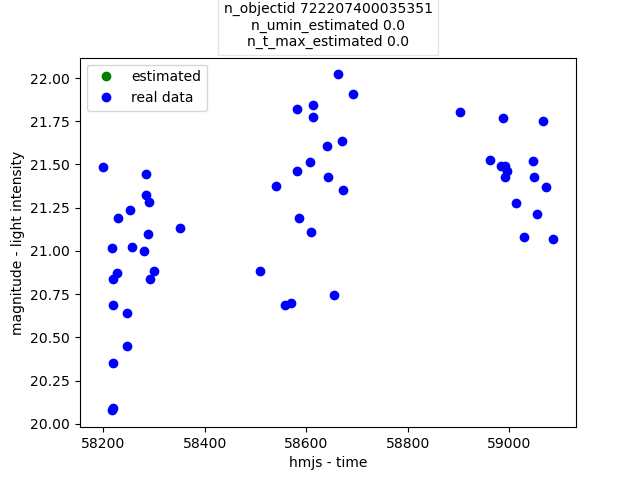 n_objectid 722207400035351
n_umin_estimated 0.0
n_t_max_estimated 0.0
estimated
real data
22.00
21.75
21.50
21.25
21.00
20.75
20.50
20.25
20.00
magnitude - light intensity
58200
58400
58600
58800
59000
hmjs - time